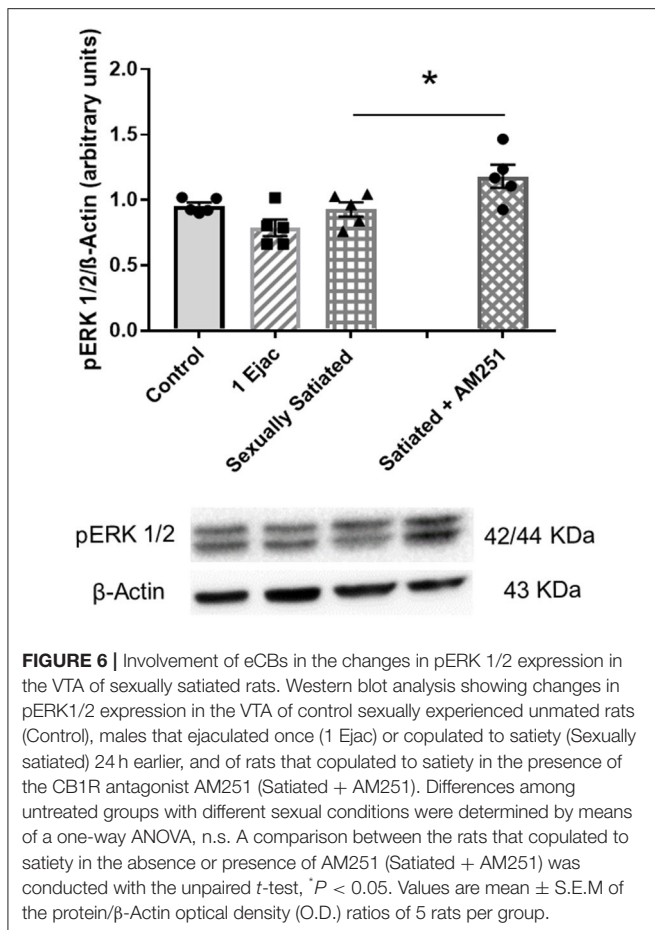 2.0
*
1.5
1.0
0.5
0.0
pERK 1/2/ß-Actin (arbitrary units)
Control
1 Ejac
Sexually Satiated
Satiated + AM251
pERK 1/2
42/44 KDa
β-Actin
43 KDa
FIGURE 6 | Involvement of eCBs in the changes in pERK 1/2 expression in
the VTA of sexually satiated rats. Western blot analysis showing changes in
pERK1/2 expression in the VTA of control sexually experienced unmated rats
(Control), males that ejaculated once (1 Ejac) or copulated to satiety (Sexually
satiated) 24 h earlier, and of rats that copulated to satiety in the presence of
the CB1R antagonist AM251 (Satiated + AM251). Differences among
untreated groups with different sexual conditions were determined by means
of a one-way ANOVA, n.s. A comparison between the rats that copulated to
satiety in the absence or presence of AM251 (Satiated + AM251) was
conducted with the unpaired t-test, *P < 0.05. Values are mean ± S.E.M of
the protein/β-Actin optical density (O.D.) ratios of 5 rats per group.